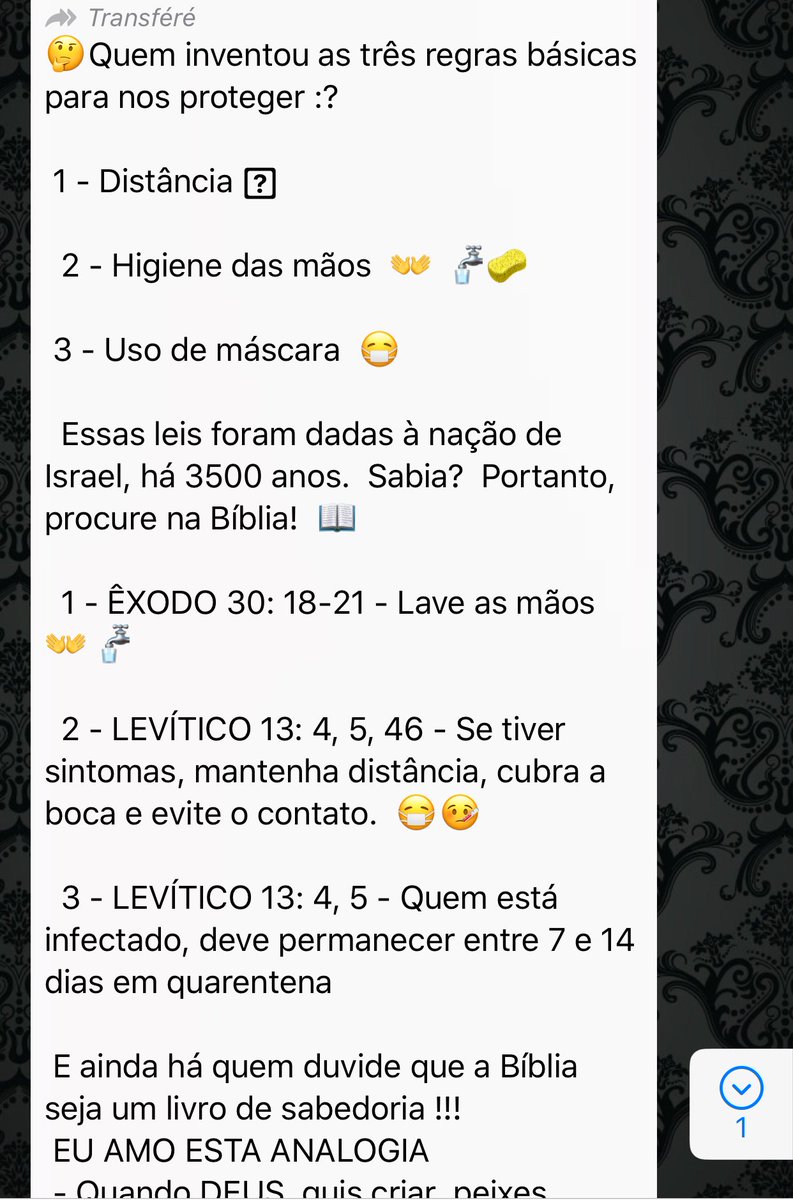 Transféré
🤔Quem inventou as três regras básicas
para nos proteger :?
1 - Distância ⍰
2 - Higiene das mãos 👐 🚰🧽
3 - Uso de máscara 😷
Essas leis foram dadas à nação de
Israel, há 3500 anos. Sabia? Portanto,
procure na Bíblia! 📖
1 - ÊXODO 30: 18-21 - Lave as mãos
👐 🚰
2 - LEVÍTICO 13: 4, 5, 46 - Se tiver
sintomas, mantenha distância, cubra a
boca e evite o contato. 😷🤒
3 - LEVÍTICO 13: 4, 5 - Quem está
infectado, deve permanecer entre 7 e 14
dias em quarentena
E ainda há quem duvide que a Bíblia
seja um livro de sabedoria !!!
EU AMO ESTA ANALOGIA
- Quando DEUS quis criar peixes
1